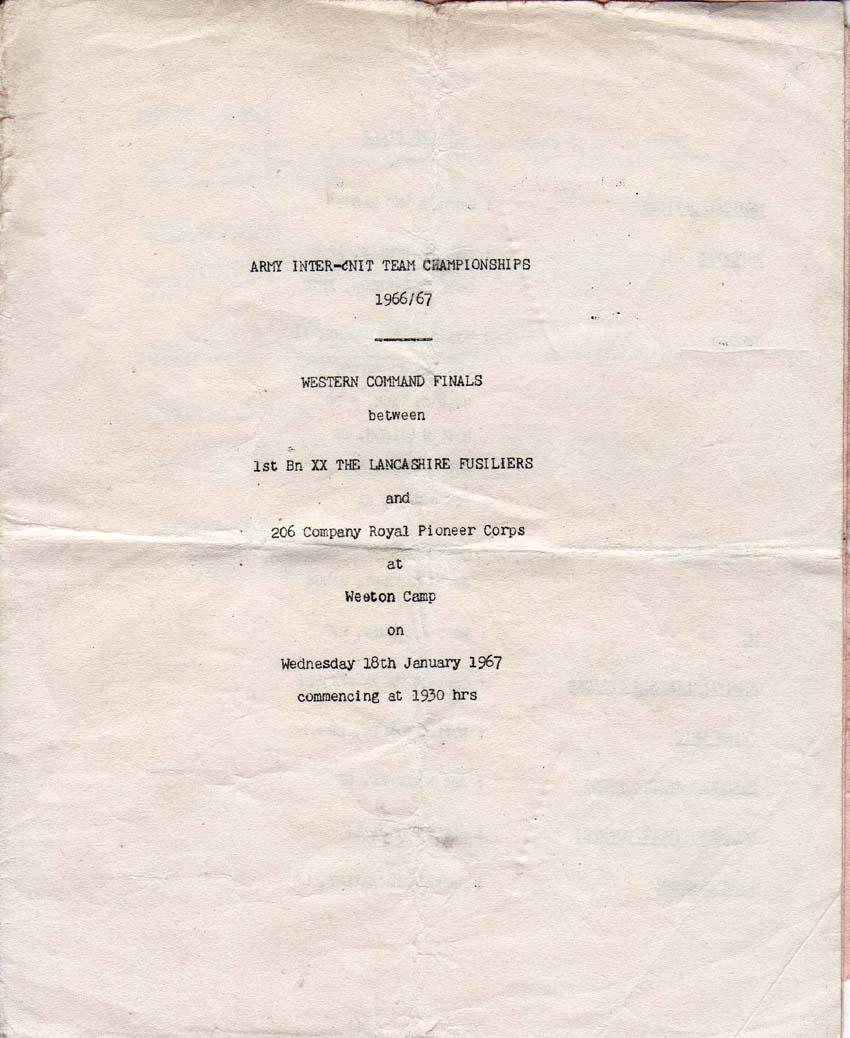 ARMY INTER-UNIT TEAM CHAMPIONSHIPS
1966/67
WESTERN COMMAND FINALS
between
1st Bn XX THE LANCASHIRE FUSILIERS
and
206 Company Royal Pioneer Corps
at
Weeton Camp
on
Wednesday 18th January 1967
commencing at 1930 hrs